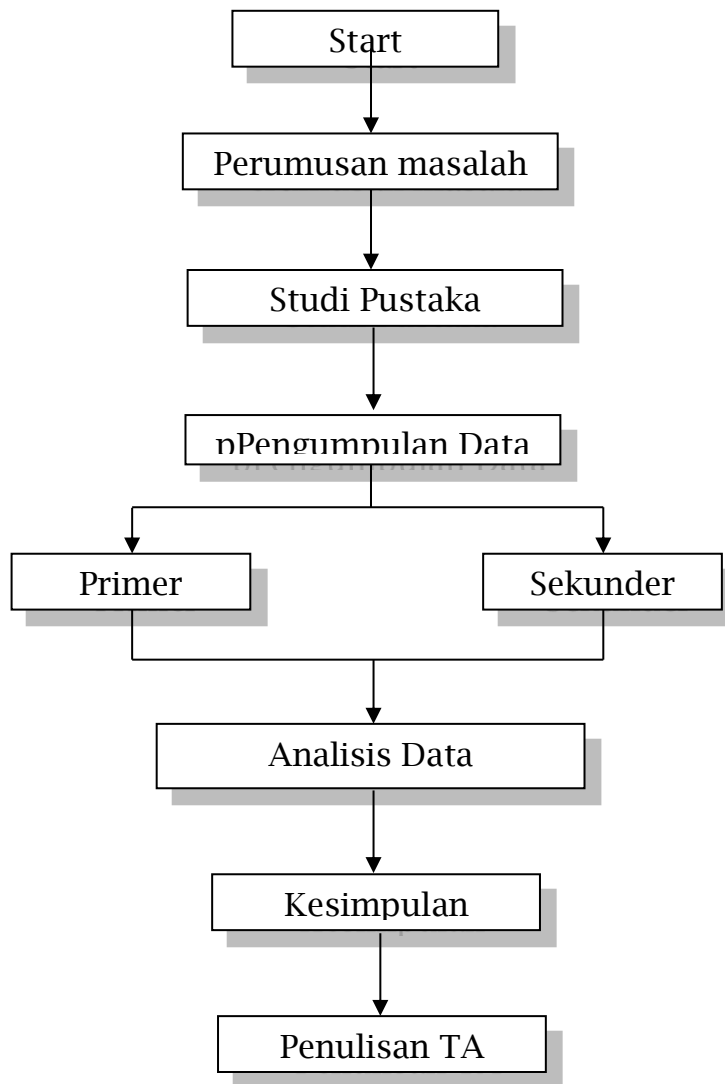 Start
Perumusan masalah
Studi Pustaka
pPengumpulan Data
Primer
Sekunder
Analisis Data
Kesimpulan
Penulisan TA